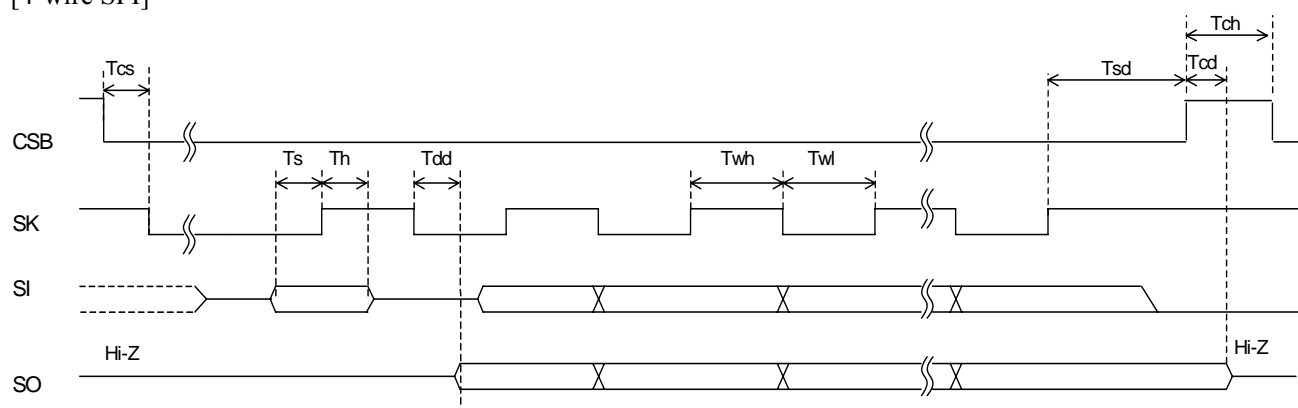 [4-wire SPI]
Tch
Tcs
Tsd
Tcd
CSB
Ts
Th
Tdd
Twh
Twl
SK
SI
Hi-Z
Hi-Z
SO